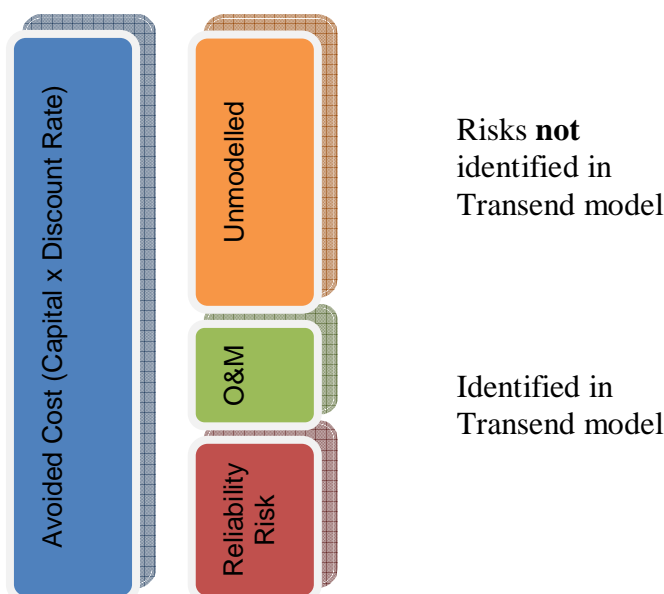 Avoided Cost (Capital x Discount Rate)
Unmodelled
O&M
Reliability
Risk
Risks not
identified in
Transend model
Identified in
Transend model